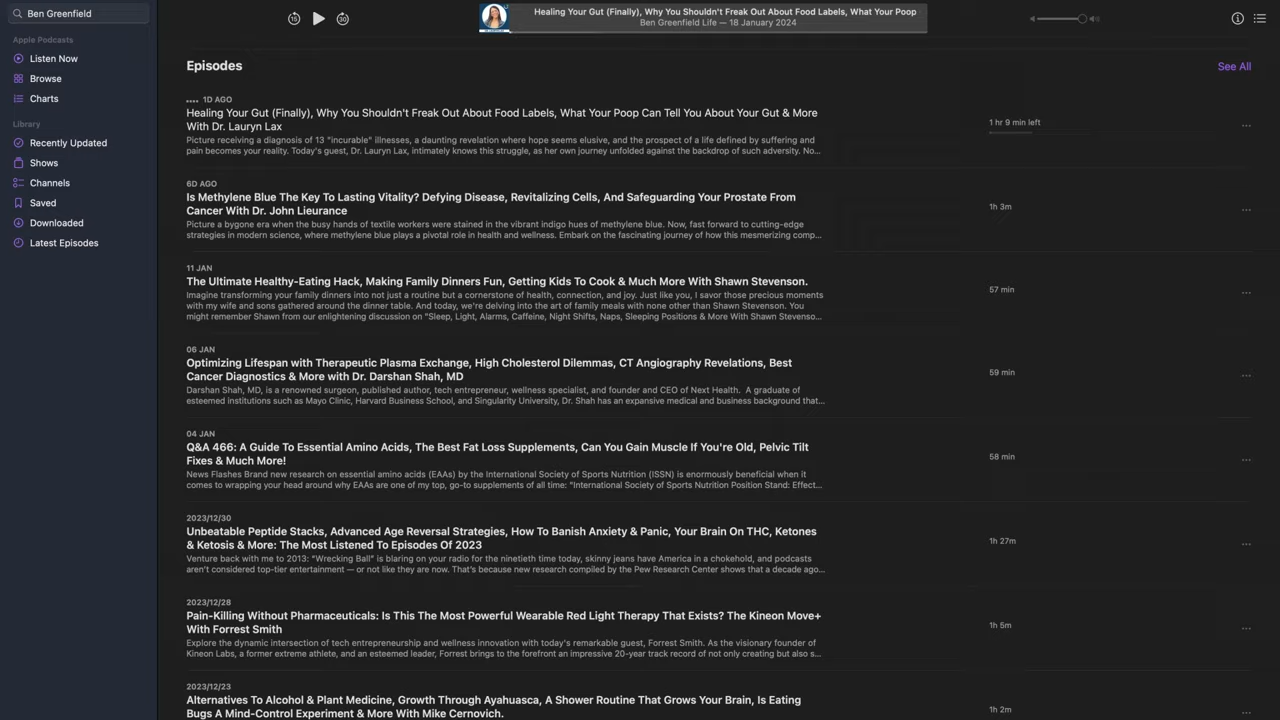 Ben Greenfield
Apple Podcasts
Listen Now
Browse
Charts
Library
Recently Updated
Shows
Channels
Saved
Downloaded
Latest Episodes
15
30
Healing Your Gut (Finally), Why You Shouldn't Freak Out About Food Labels, What Your Poop
Ben Greenfield Life — 18 January 2024
Episodes
See All
1D AGO
Healing Your Gut (Finally), Why You Shouldn't Freak Out About Food Labels, What Your Poop Can Tell You About Your Gut & More
With Dr. Lauryn Lax
Picture receiving a diagnosis of 13 "incurable" illnesses, a daunting revelation where hope seems elusive, and the prospect of a life defined by suffering and
pain becomes your reality. Today's guest, Dr. Lauryn Lax, intimately knows this struggle, as her own journey unfolded against the backdrop of such adversity. No...
1 hr 9 min left
6D AGO
Is Methylene Blue The Key To Lasting Vitality? Defying Disease, Revitalizing Cells, And Safeguarding Your Prostate From
Cancer With Dr. John Lieurance
Picture a bygone era when the busy hands of textile workers were stained in the vibrant indigo hues of methylene blue. Now, fast forward to cutting-edge
strategies in modern science, where methylene blue plays a pivotal role in health and wellness. Embark on the fascinating journey of how this mesmerizing comp...
1h 3m
11 JAN
The Ultimate Healthy-Eating Hack, Making Family Dinners Fun, Getting Kids To Cook & Much More With Shawn Stevenson.
Imagine transforming your family dinners into not just a routine but a cornerstone of health, connection, and joy. Just like you, I savor those precious moments
with my wife and sons gathered around the dinner table. And today, we're delving into the art of family meals with none other than Shawn Stevenson. You
might remember Shawn from our enlightening discussion on "Sleep, Light, Alarms, Caffeine, Night Shifts, Naps, Sleeping Positions & More With Shawn Stevenso...
57 min
06 JAN
Optimizing Lifespan with Therapeutic Plasma Exchange, High Cholesterol Dilemmas, CT Angiography Revelations, Best
Cancer Diagnostics & More with Dr. Darshan Shah, MD
Darshan Shah, MD, is a renowned surgeon, published author, tech entrepreneur, wellness specialist, and founder and CEO of Next Health. A graduate of
esteemed institutions such as Mayo Clinic, Harvard Business School, and Singularity University, Dr. Shah has an expansive medical and business background that...
59 min
04 JAN
Q&A 466: A Guide To Essential Amino Acids, The Best Fat Loss Supplements, Can You Gain Muscle If You're Old, Pelvic Tilt
Fixes & Much More!
News Flashes Brand new research on essential amino acids (EAAs) by the International Society of Sports Nutrition (ISSN) is enormously beneficial when it
comes to wrapping your head around why EAAs are one of my top, go-to supplements of all time: "International Society of Sports Nutrition Position Stand: Effect...
58 min
2023/12/30
Unbeatable Peptide Stacks, Advanced Age Reversal Strategies, How To Banish Anxiety & Panic, Your Brain On THC, Ketones
& Ketosis & More: The Most Listened To Episodes Of 2023
Venture back with me to 2013: "Wrecking Ball" is blaring on your radio for the ninetieth time today, skinny jeans have America in a chokehold, and podcasts
aren't considered top-tier entertainment — or not like they are now. That's because new research compiled by the Pew Research Center shows that a decade ago...
1h 27m
2023/12/28
Pain-Killing Without Pharmaceuticals: Is This The Most Powerful Wearable Red Light Therapy That Exists? The Kineon Move+
With Forrest Smith
Explore the dynamic intersection of tech entrepreneurship and wellness innovation with today's remarkable guest, Forrest Smith. As the visionary founder of
Kineon Labs, a former extreme athlete, and an esteemed leader, Forrest brings to the forefront an impressive 20-year track record of not only creating but also s...
1h 5m
2023/12/23
Alternatives To Alcohol & Plant Medicine, Growth Through Ayahuasca, A Shower Routine That Grows Your Brain, Is Eating
Bugs A Mind-Control Experiment & More With Mike Cernovich.
1h 2m